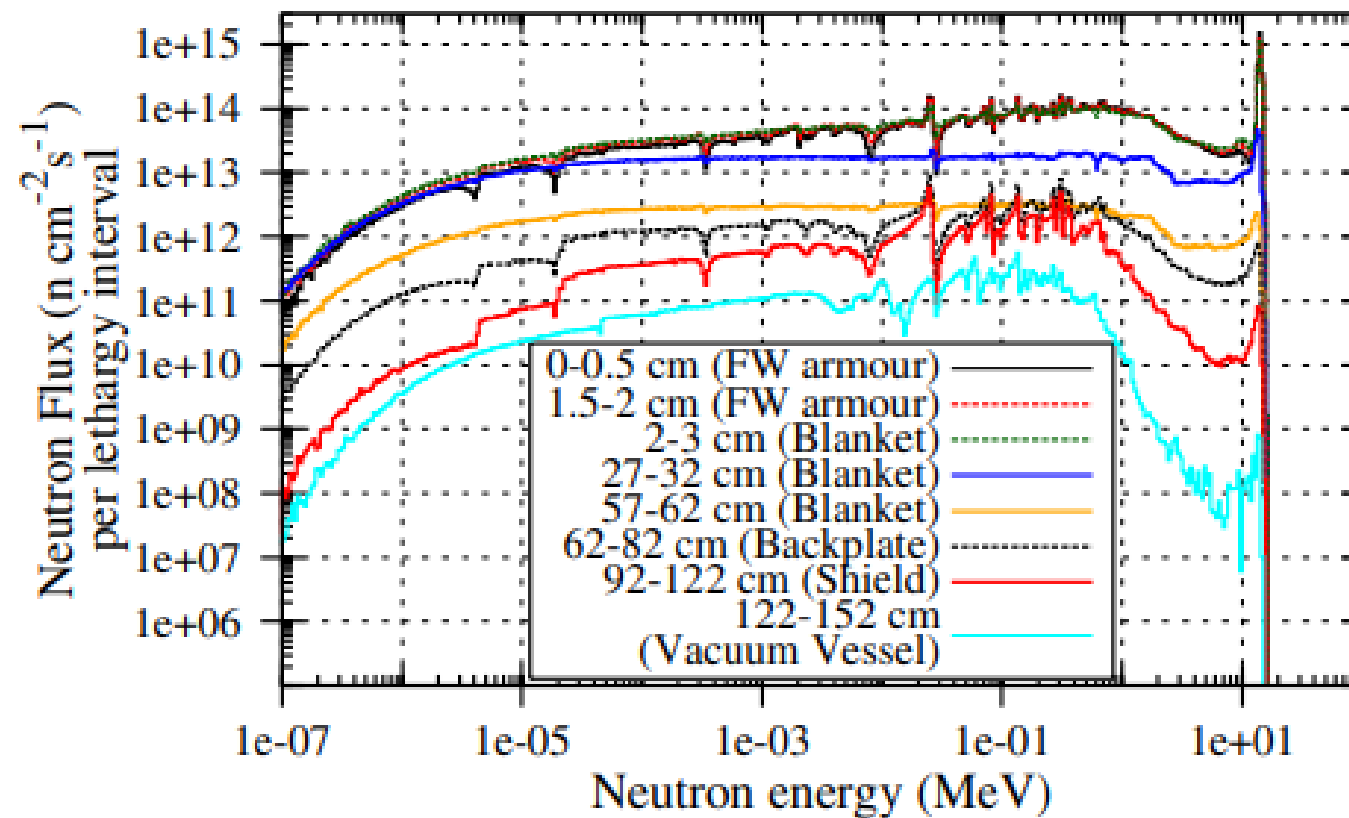 Neutron Flux (n cm⁻²s⁻¹)
per lethargy interval
1e+15
1e+14
1e+13
1e+12
1e+11
1e+10
1e+09
1e+08
1e+07
1e+06
0-0.5 cm (FW armour)
1.5-2 cm (FW armour)
2-3 cm (Blanket)
27-32 cm (Blanket)
57-62 cm (Blanket)
62-82 cm (Backplate)
92-122 cm (Shield)
122-152 cm
(Vacuum Vessel)
1e-07 1e-05 1e-03 1e-01 1e+01
Neutron energy (MeV)